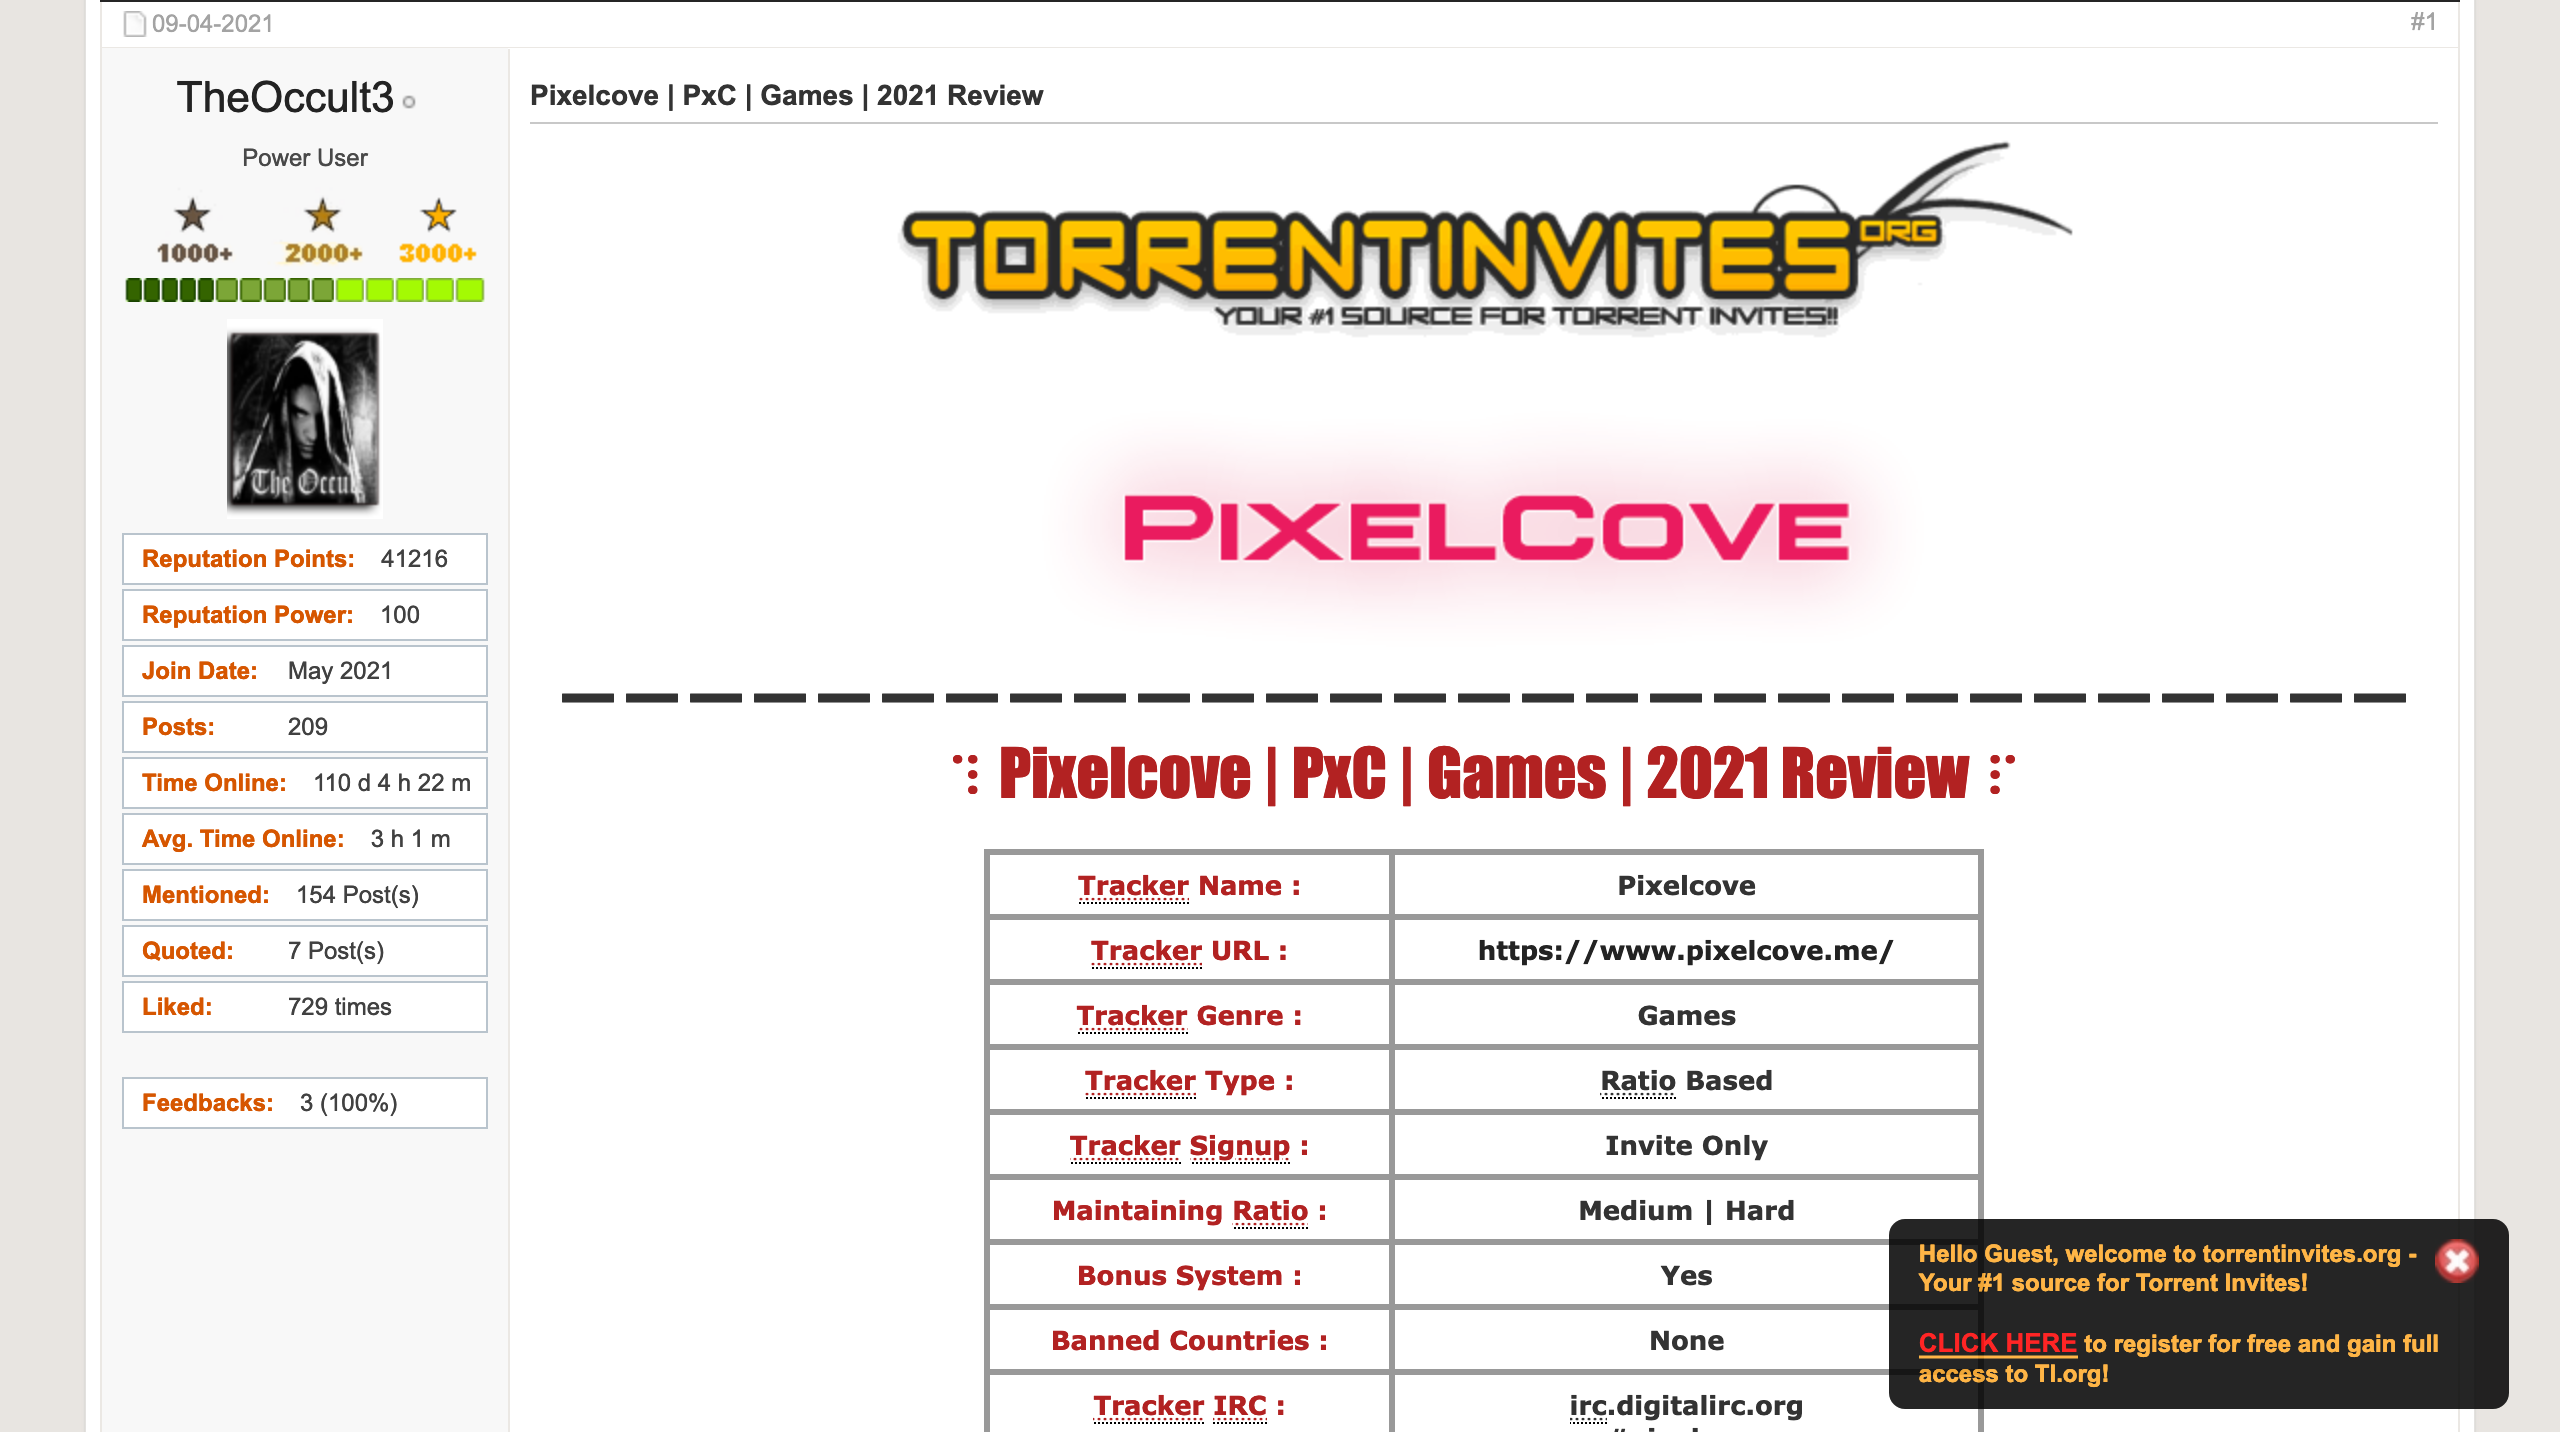 09-04-2021
#1
TheOccult3
Power User
1000+ 2000+ 3000+
The Occult
Reputation Points: 41216
Reputation Power: 100
Join Date: May 2021
Posts: 209
Time Online: 110 d 4 h 22 m
Avg. Time Online: 3 h 1 m
Mentioned: 154 Post(s)
Quoted: 7 Post(s)
Liked: 729 times
Feedbacks: 3 (100%)
Pixelcove | PxC | Games | 2021 Review
TORRENTINVITES ORG
YOUR #1 SOURCE FOR TORRENT INVITES!!
PIXELCOVE
Pixelcove | PxC | Games | 2021 Review
Tracker Name : Pixelcove
Tracker URL : https://www.pixelcove.me/
Tracker Genre : Games
Tracker Type : Ratio Based
Tracker Signup : Invite Only
Maintaining Ratio : Medium | Hard
Bonus System : Yes
Banned Countries : None
Tracker IRC : irc.digitalirc.org
Hello Guest, welcome to torrentinvites.org -
Your #1 source for Torrent Invites!
CLICK HERE to register for free and gain full
access to TI.org!